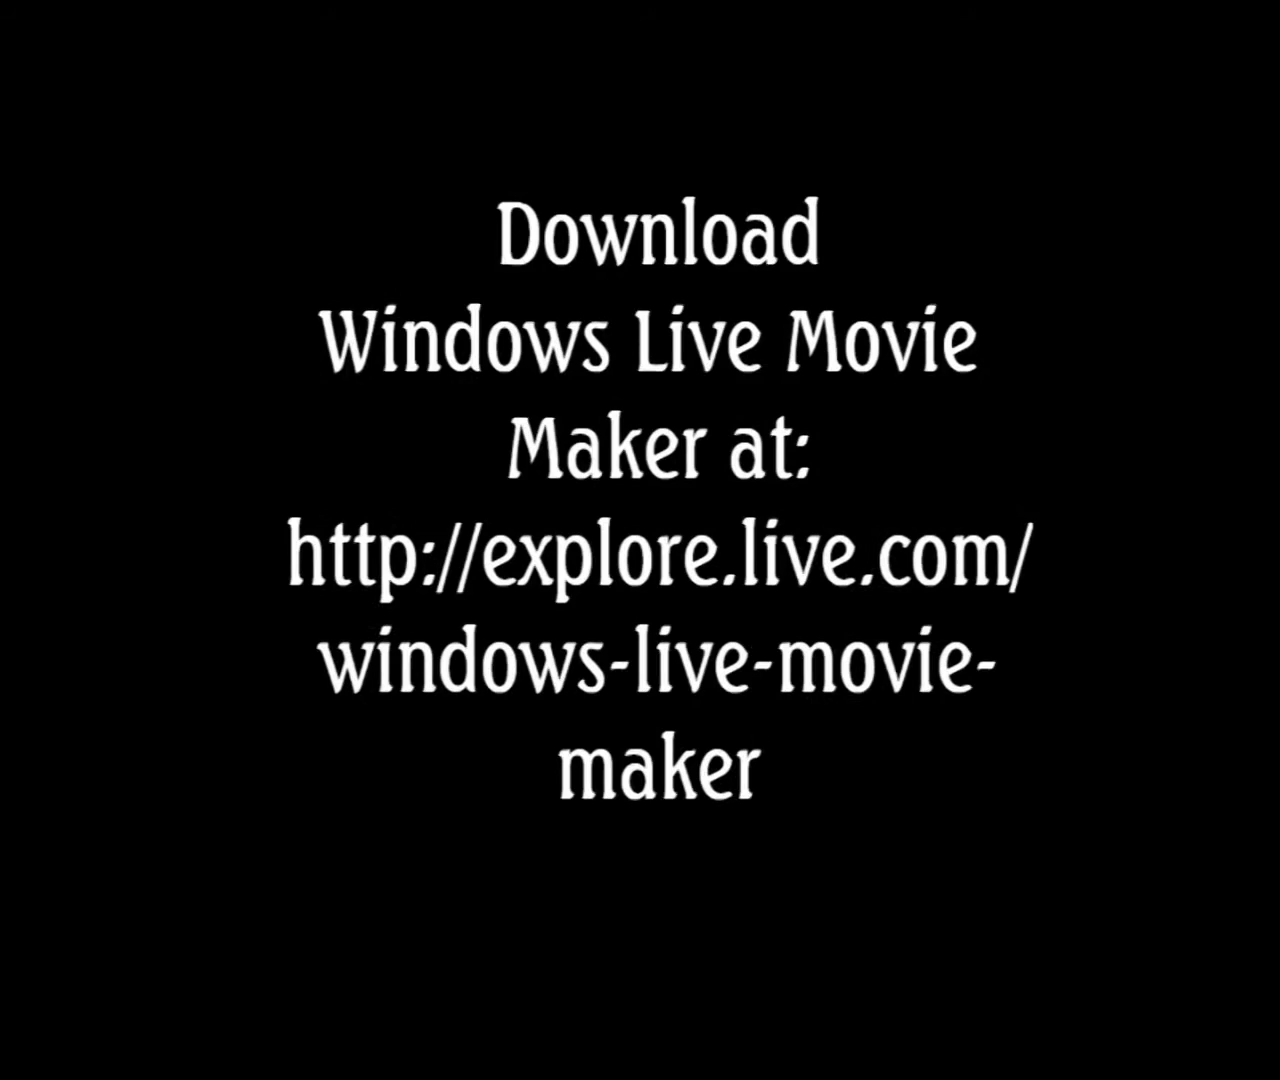 Download
Windows Live Movie
Maker at:
http://explore.live.com/
windows-live-movie-
maker